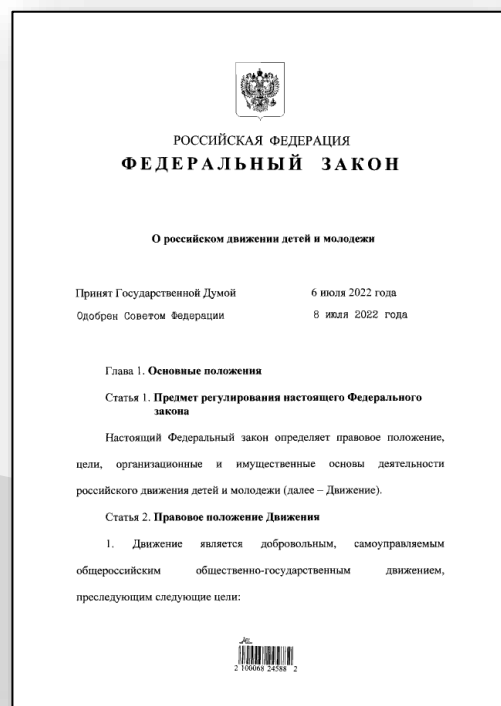 РОССИЙСКАЯ ФЕДЕРАЦИЯ
ФЕДЕРАЛЬНЫЙ ЗАКОН
О российском движении детей и молодежи
Принят Государственной Думой 6 июля 2022 года
Одобрен Советом Федерации 8 июля 2022 года
Глава 1. Основные положения
Статья 1. Предмет регулирования настоящего Федерального
закона
Настоящий Федеральный закон определяет правовое положение,
цели, организационные и имущественные основы деятельности
российского движения детей и молодежи (далее – Движение).
Статья 2. Правовое положение Движения
1. Движение является добровольным, самоуправляемым
общероссийским общественно-государственным движением,
преследующим следующие цели:
2 100068 24588 2